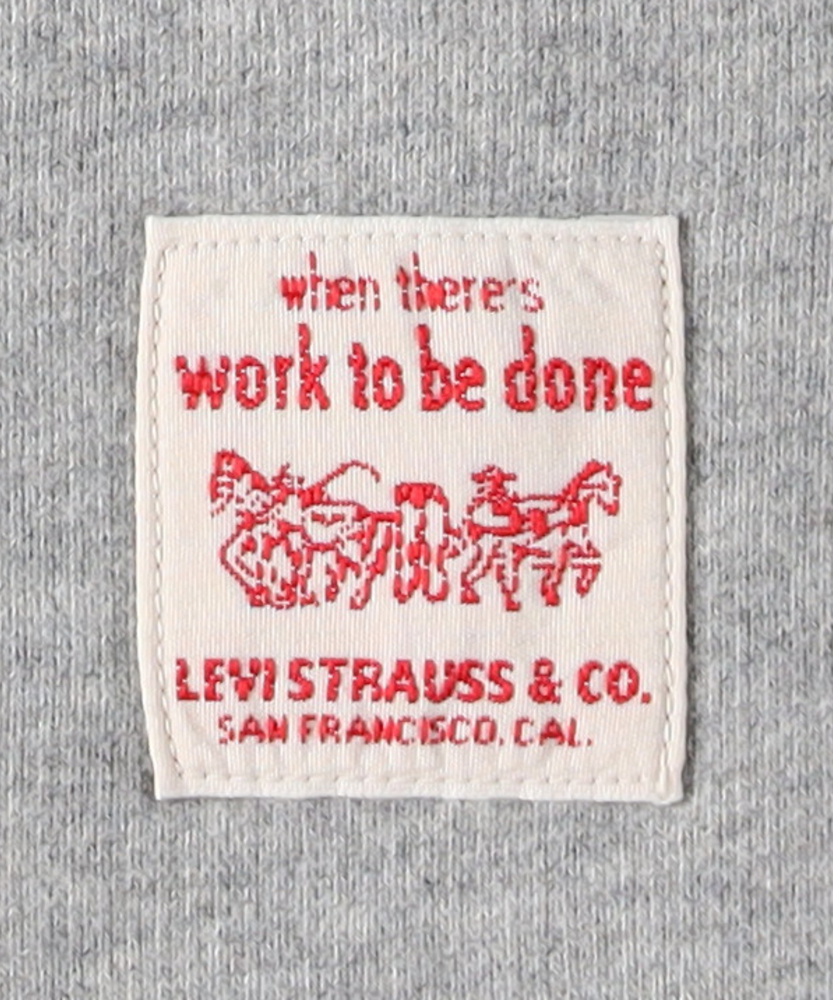 when there's
work to be done
LEVI STRAUSS & CO.
SAN FRANCISCO, CAL.